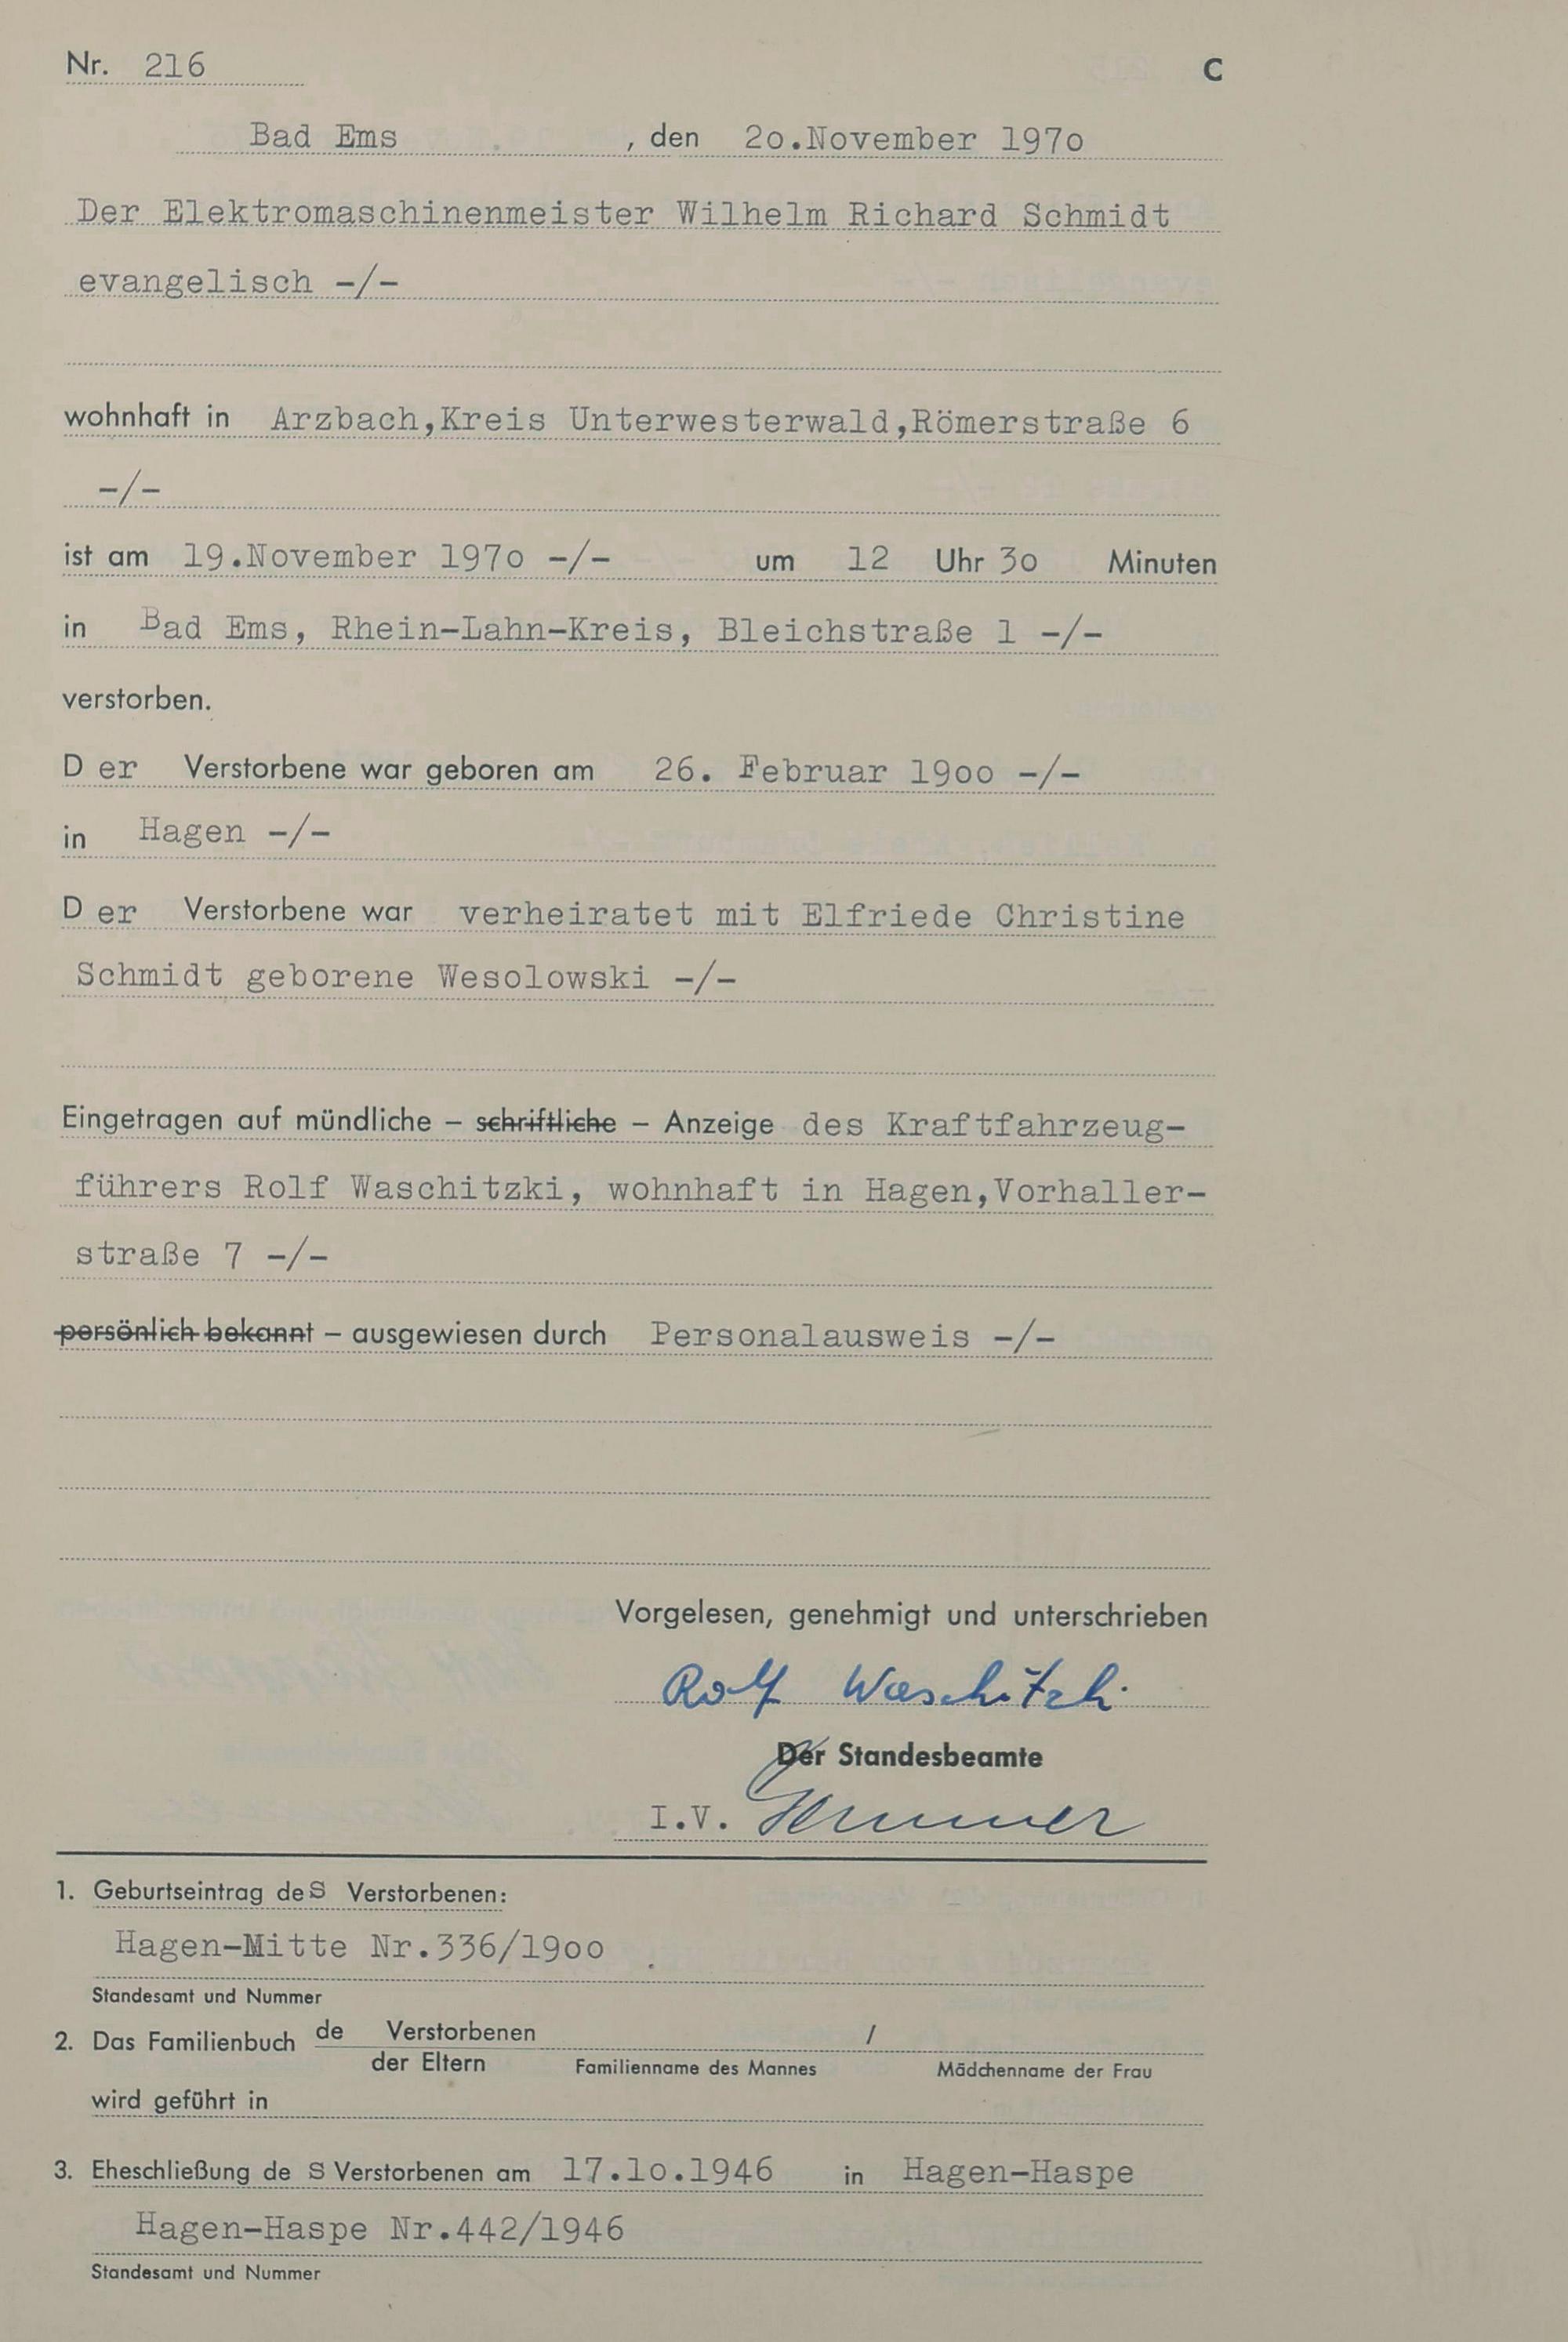 Nr. 216 C
Bad Ems , den 2o.November 197o
Der Elektromaschinenmeister Wilhelm Richard Schmidt
evangelisch -/-
wohnhaft in Arzbach,Kreis Unterwesterwald,Römerstraße 6
-/-
ist am 19.November 197o -/- um 12 Uhr 3o Minuten
in Bad Ems, Rhein-Lahn-Kreis, Bleichstraße 1 -/-
verstorben.
D er Verstorbene war geboren am 26. Februar 19oo -/-
in Hagen -/-
D er Verstorbene war verheiratet mit Elfriede Christine
Schmidt geborene Wesolowski -/-
Eingetragen auf mündliche – schriftliche – Anzeige des Kraftfahrzeug-
führers Rolf Waschitzki, wohnhaft in Hagen,Vorhaller-
straße 7 -/-
persönlich bekannt – ausgewiesen durch Personalausweis -/-
Vorgelesen, genehmigt und unterschrieben
Rolf Waschitzki
Der Standesbeamte
I.V.
1. Geburtseintrag des Verstorbenen:
Hagen-Mitte Nr.336/19oo
Standesamt und Nummer
2. Das Familienbuch de Verstorbenen /
der Eltern Familienname des Mannes Mädchenname der Frau
wird geführt in
3. Eheschließung de s Verstorbenen am 17.1o.1946 in Hagen-Haspe
Hagen-Haspe Nr.442/1946
Standesamt und Nummer